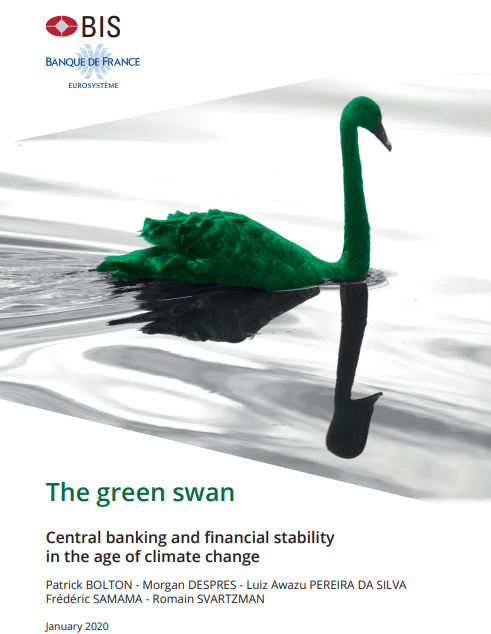 BIS
BANQUE DE FRANCE
EUROSYSTÈME
The green swan
Central banking and financial stability
in the age of climate change
Patrick BOLTON - Morgan DESPRES - Luiz Awazu PEREIRA DA SILVA
Frédéric SAMAMA - Romain SVARTZMAN
January 2020